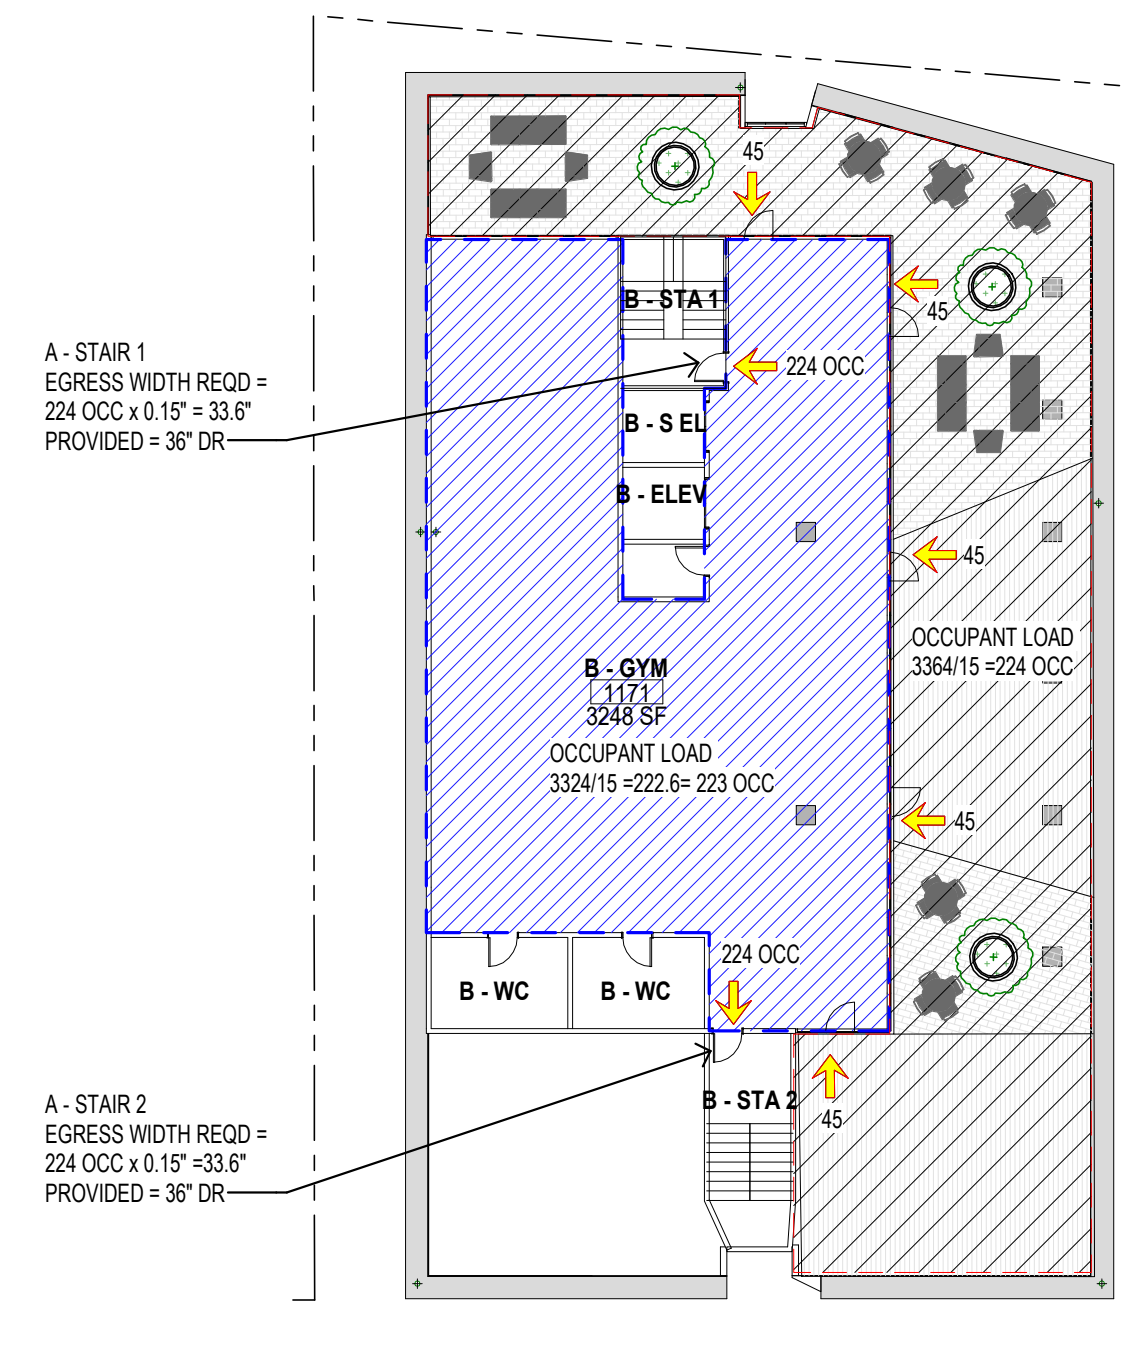 45
B - STA 1
45
A - STAIR 1
EGRESS WIDTH REQD =
224 OCC x 0.15" = 33.6"
PROVIDED = 36" DR
224 OCC
B - S EL
B - ELEV
45
OCCUPANT LOAD
3364/15 =224 OCC
B - GYM
1171
3248 SF
OCCUPANT LOAD
3324/15 =222.6= 223 OCC
45
224 OCC
B - WC
B - WC
A - STAIR 2
EGRESS WIDTH REQD =
224 OCC x 0.15" =33.6"
PROVIDED = 36" DR
B - STA 2
45